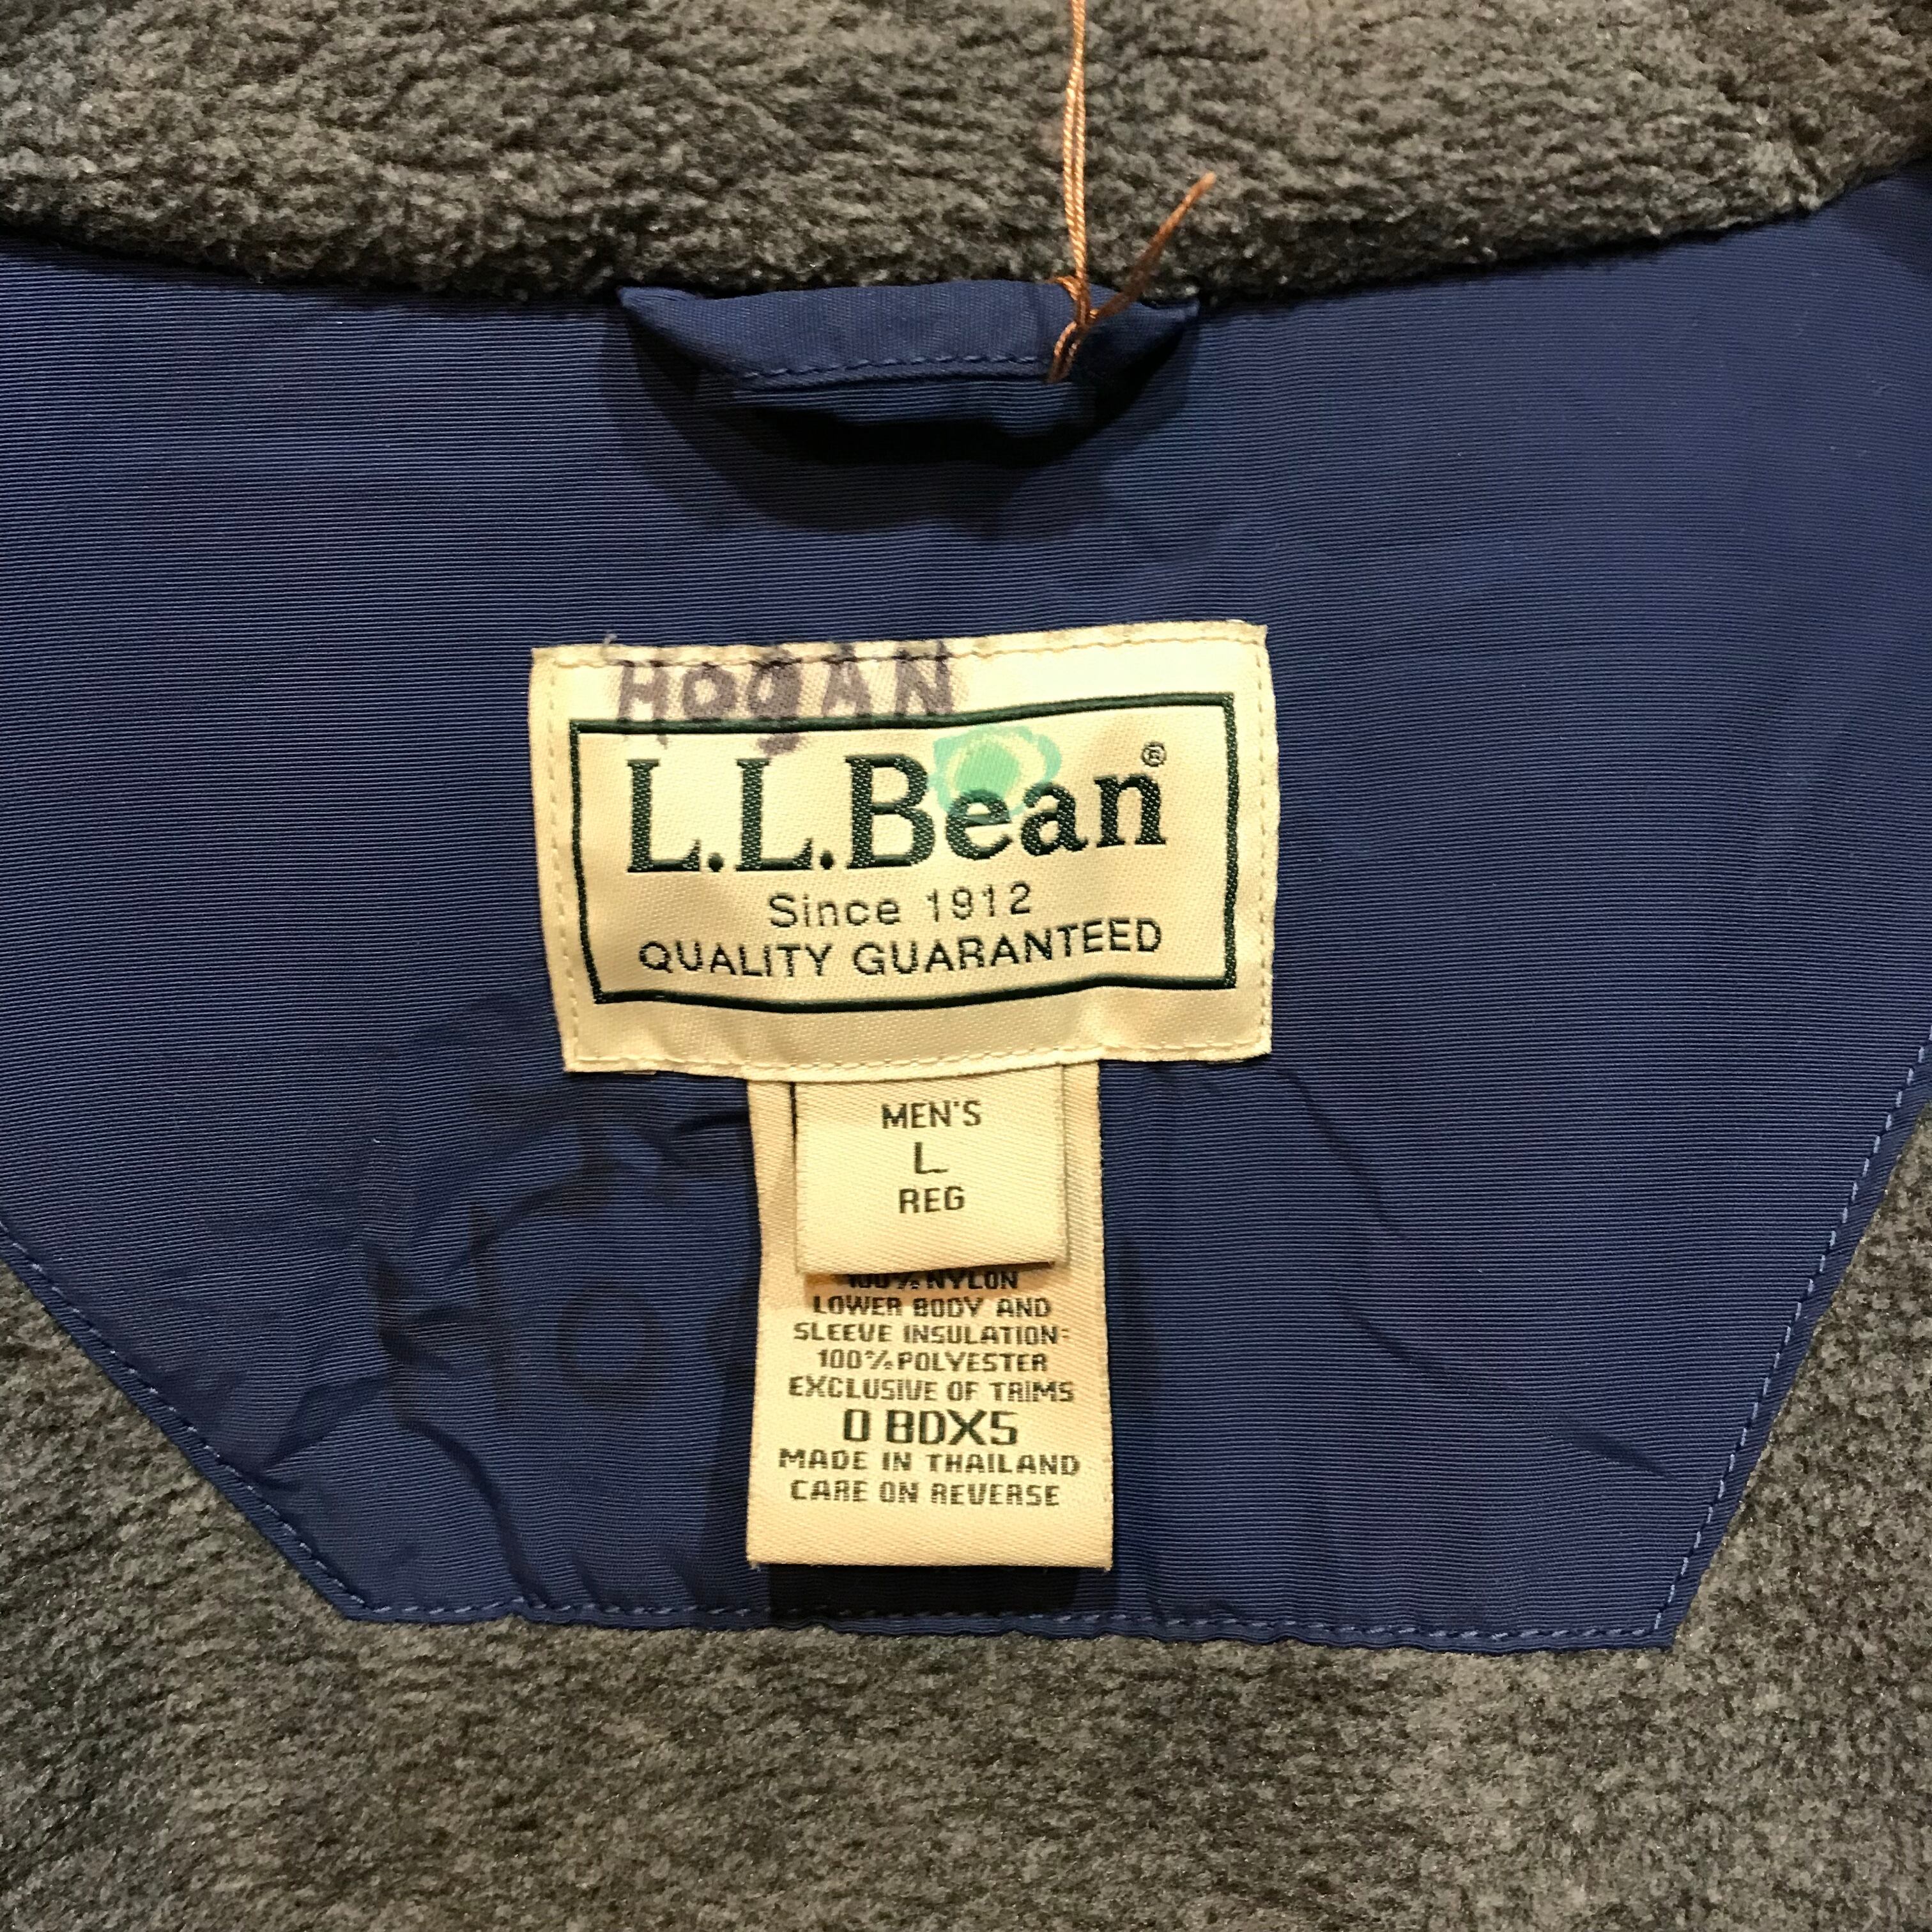 HOgAN
L.L.Bean®
Since 1912
QUALITY GUARANTEED
MEN'S
L
REG
100% NYLON
LOWER BODY AND
SLEEVE INSULATION:
100% POLYESTER
EXCLUSIVE OF TRIMS
0 BDX5
MADE IN THAILAND
CARE ON REVERSE